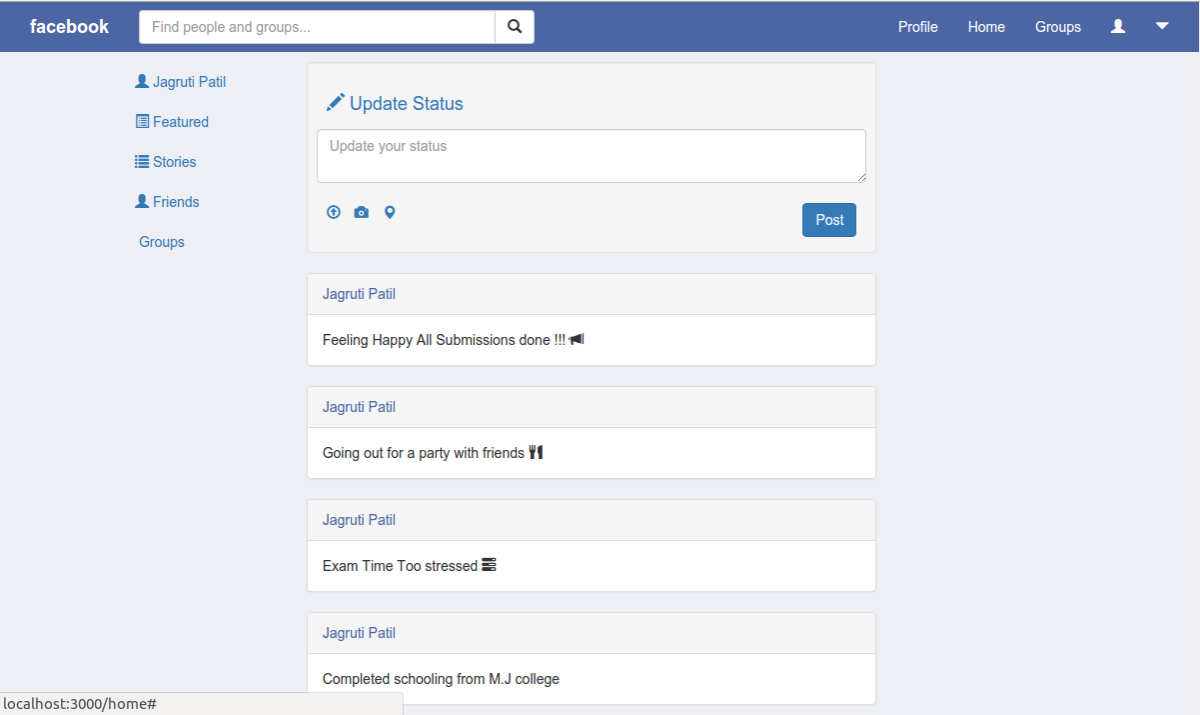 facebook Find people and groups... Profile Home Groups
Jagruti Patil
Featured
Stories
Friends
Groups
Update Status
Update your status
Post
Jagruti Patil
Feeling Happy All Submissions done !!!
Jagruti Patil
Going out for a party with friends
Jagruti Patil
Exam Time Too stressed
Jagruti Patil
Completed schooling from M.J college
localhost:3000/home#